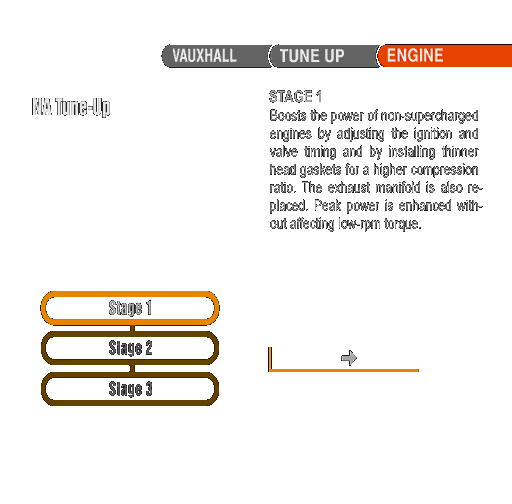 VAUXHALL TUNE UP ENGINE
NA Tune-Up
STAGE 1
Boosts the power of non-supercharged
engines by adjusting the ignition and
valve timing and by installing thinner
head gaskets for a higher compression
ratio. The exhaust manifold is also re-
placed. Peak power is enhanced with-
out affecting low-rpm torque.
Stage 1
Stage 2
Stage 3